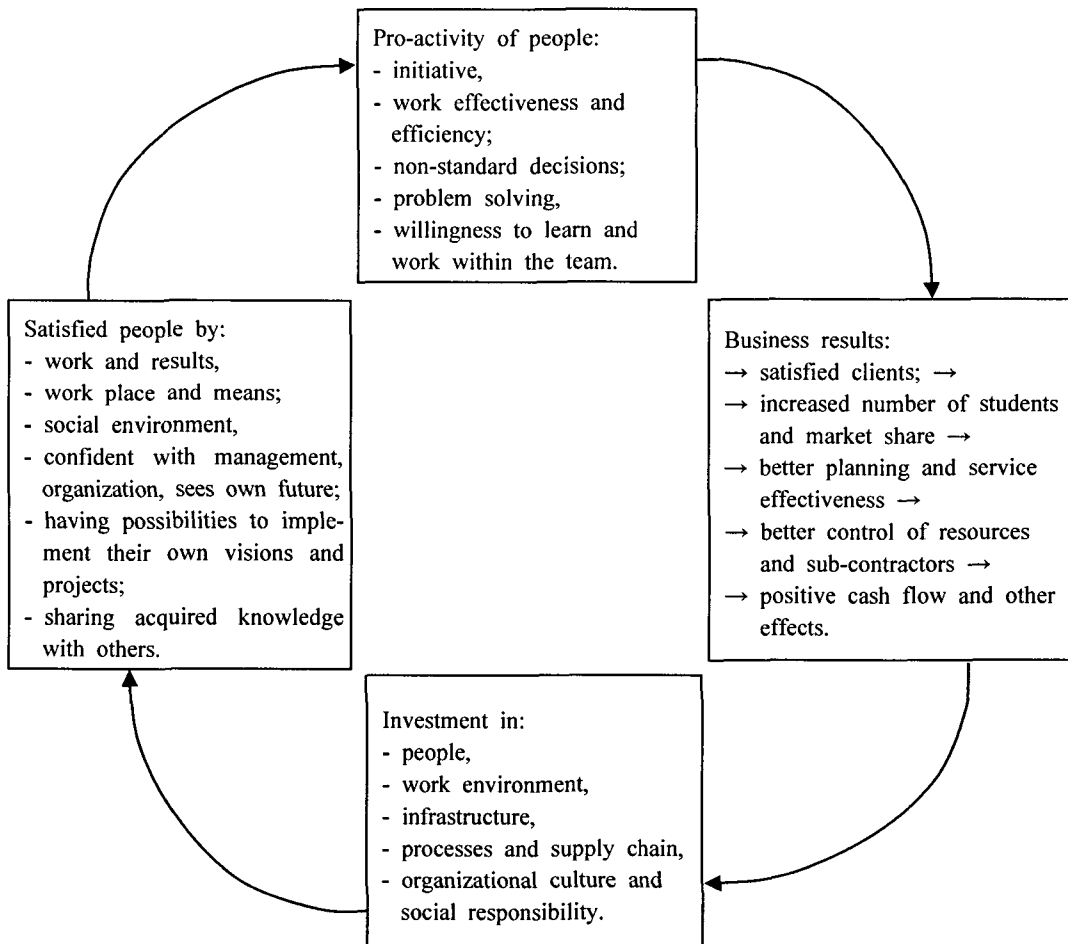 Pro-activity of people:
- initiative,
- work effectiveness and
efficiency;
- non-standard decisions;
- problem solving,
- willingness to learn and
work within the team.
Satisfied people by:
- work and results,
- work place and means;
- social environment,
- confident with management,
organization, sees own future;
- having possibilities to imple-
ment their own visions and
projects;
- sharing acquired knowledge
with others.
Business results:
→ satisfied clients; →
→ increased number of students
and market share →
→ better planning and service
effectiveness →
→ better control of resources
and sub-contractors →
→ positive cash flow and other
effects.
Investment in:
- people,
- work environment,
- infrastructure,
- processes and supply chain,
- organizational culture and
social responsibility.